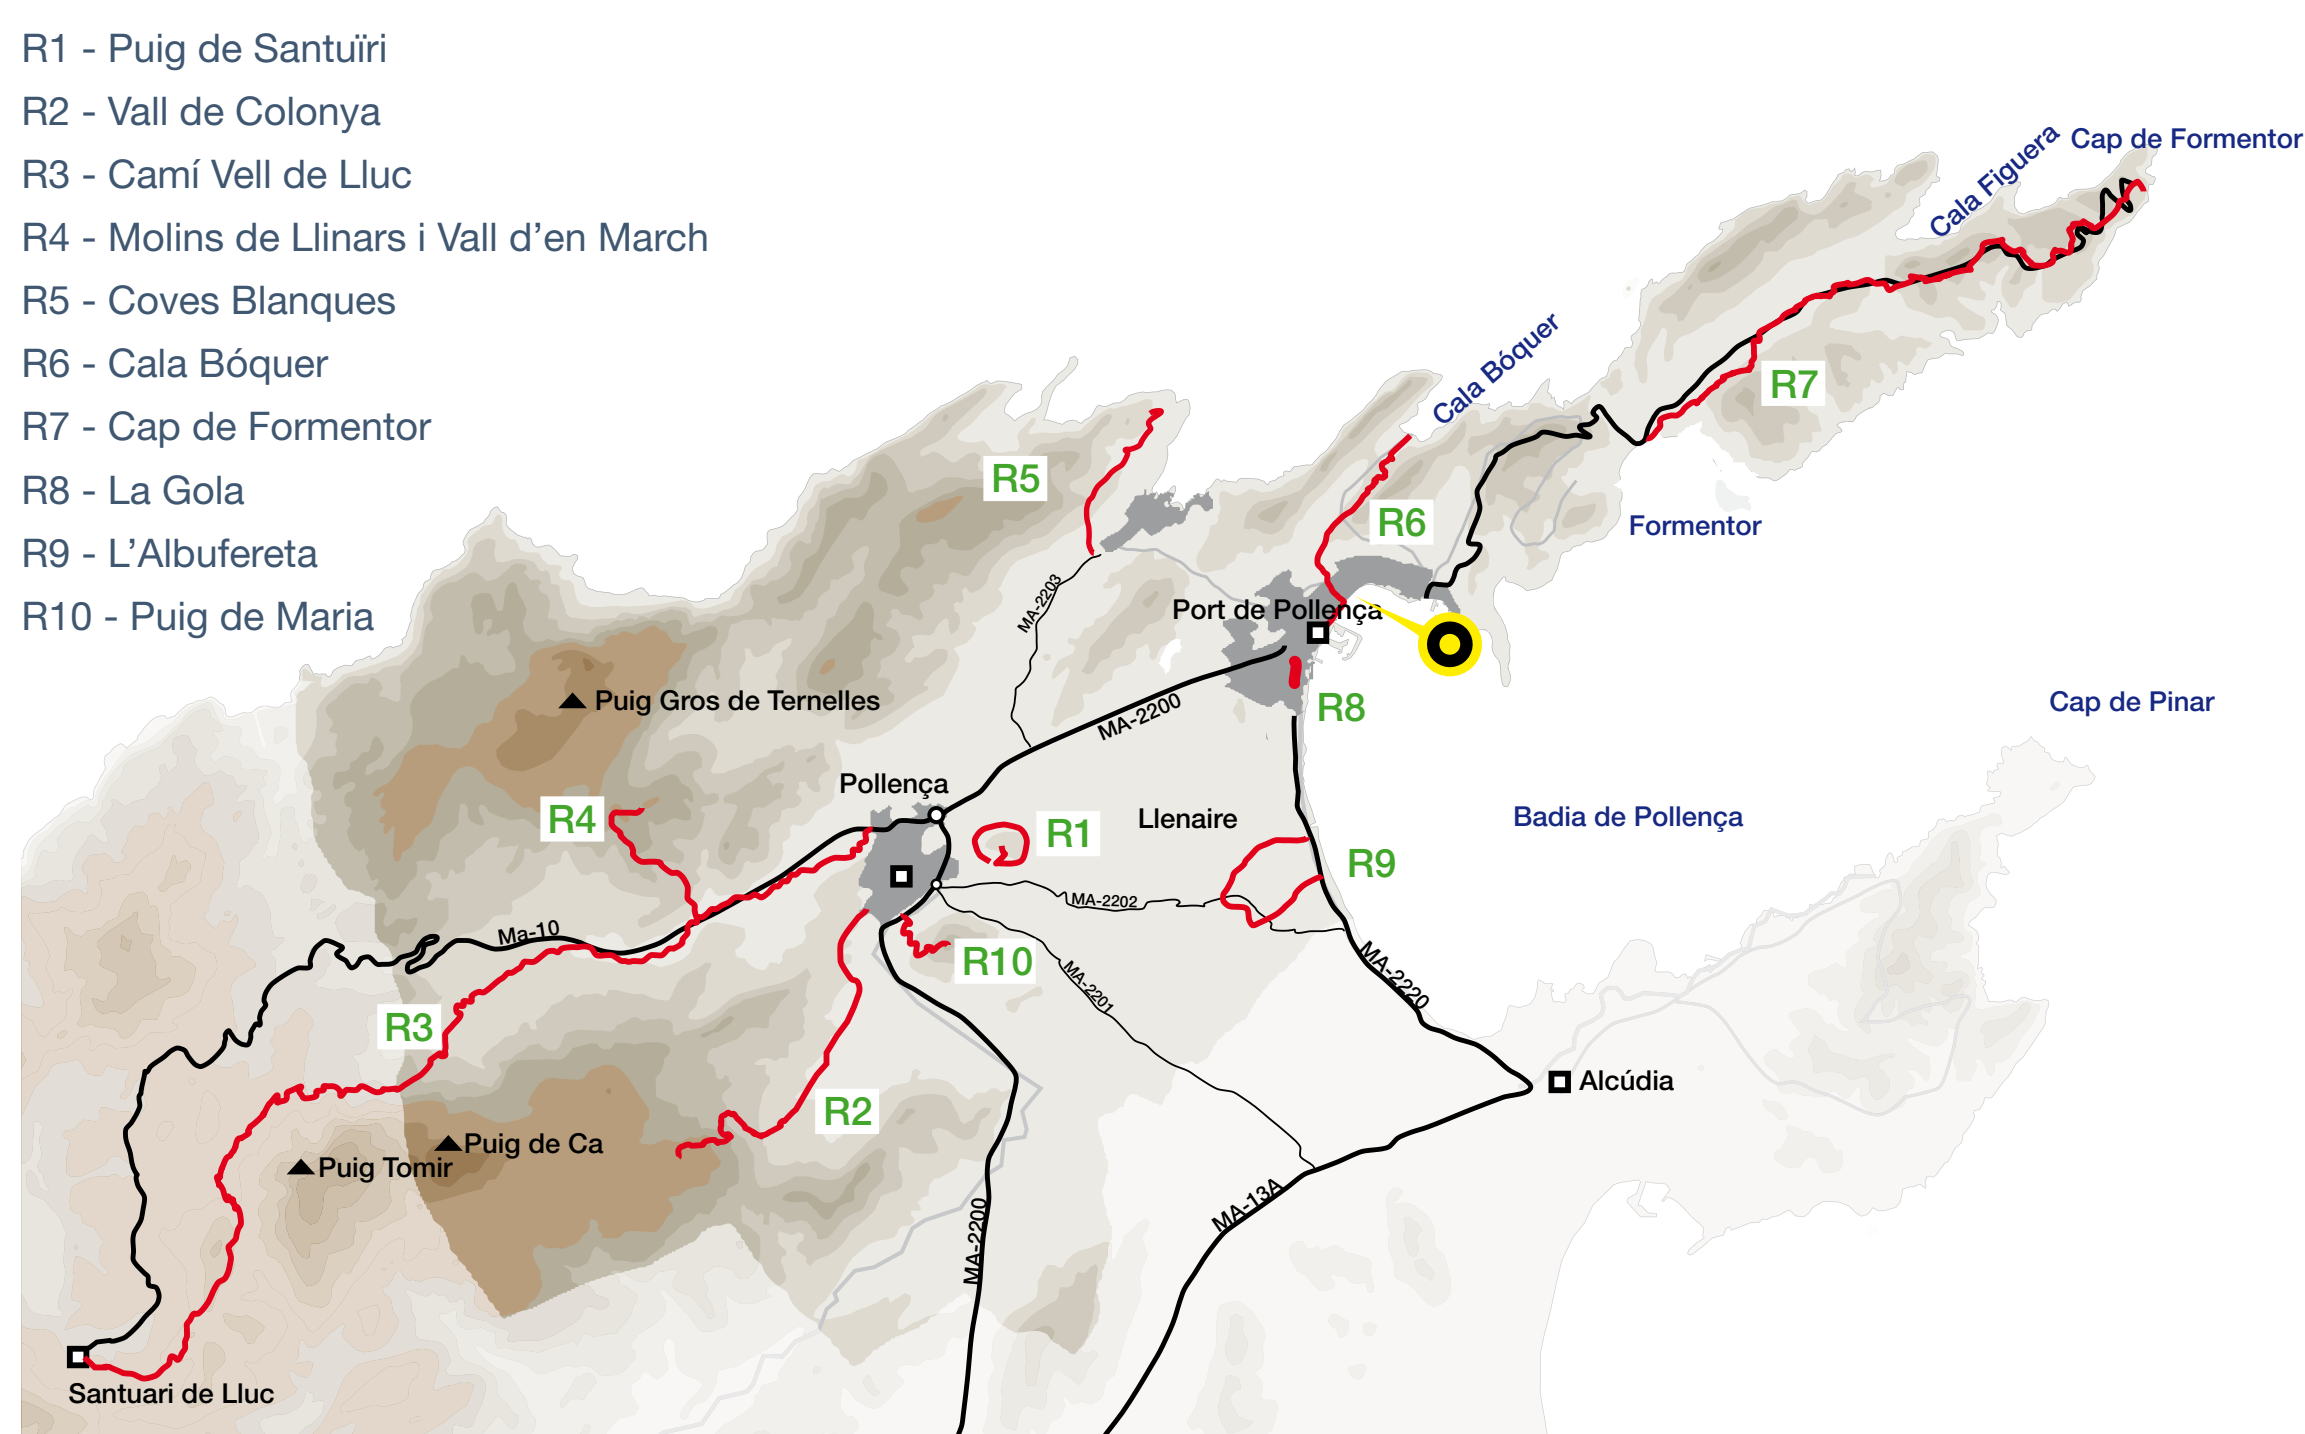 R1 - Puig de Santuïri
R2 - Vall de Colonya
R3 - Camí Vell de Lluc
R4 - Molins de Llinars i Vall d’en March
R5 - Coves Blanques
R6 - Cala Bóquer
R7 - Cap de Formentor
R8 - La Gola
R9 - L’Albufereta
R10 - Puig de Maria
Cap de Formentor
Cala Figuera
Cala Bóquer
R7
R5
R6
Formentor
MA-2203
Port de Pollença
Puig Gros de Ternelles
Cap de Pinar
MA-2200
R8
Pollença
R4
R1
Llenaire
Badia de Pollença
R9
MA-2202
Ma-10
R10
MA-2201
MA-2220
R3
Alcúdia
R2
Puig de Ca
Puig Tomir
MA-13A
MA-2200
Santuari de Lluc